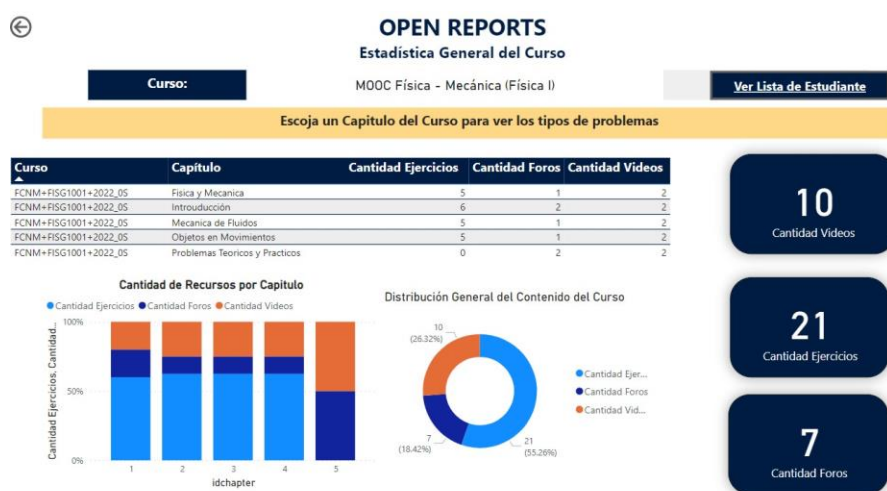 OPEN REPORTS
Estadística General del Curso
Curso: MOOC Física - Mecánica (Física I) Ver Lista de Estudiante
Escoja un Capitulo del Curso para ver los tipos de problemas
Curso Capítulo Cantidad Ejercicios Cantidad Foros Cantidad Videos
FCNM+FISG1001+2022_0S Fisica y Mecanica 5 1 2
FCNM+FISG1001+2022_0S Introuducción 6 2 2
FCNM+FISG1001+2022_0S Mecanica de Fluidos 5 1 2
FCNM+FISG1001+2022_0S Objetos en Movimientos 5 1 2
FCNM+FISG1001+2022_0S Problemas Teoricos y Practicos 0 2 2
10
Cantidad Videos
21
Cantidad Ejercicios
7
Cantidad Foros
Cantidad de Recursos por Capitulo
Cantidad Ejercicios Cantidad Foros Cantidad Videos
Cantidad Ejercicios, Cantidad...
100%
50%
0%
1 2 3 4 5
idchapter
Distribución General del Contenido del Curso
10
(26.32%)
7
(18.42%)
21
(55.26%)
Cantidad Ejer...
Cantidad Foros
Cantidad Vid...